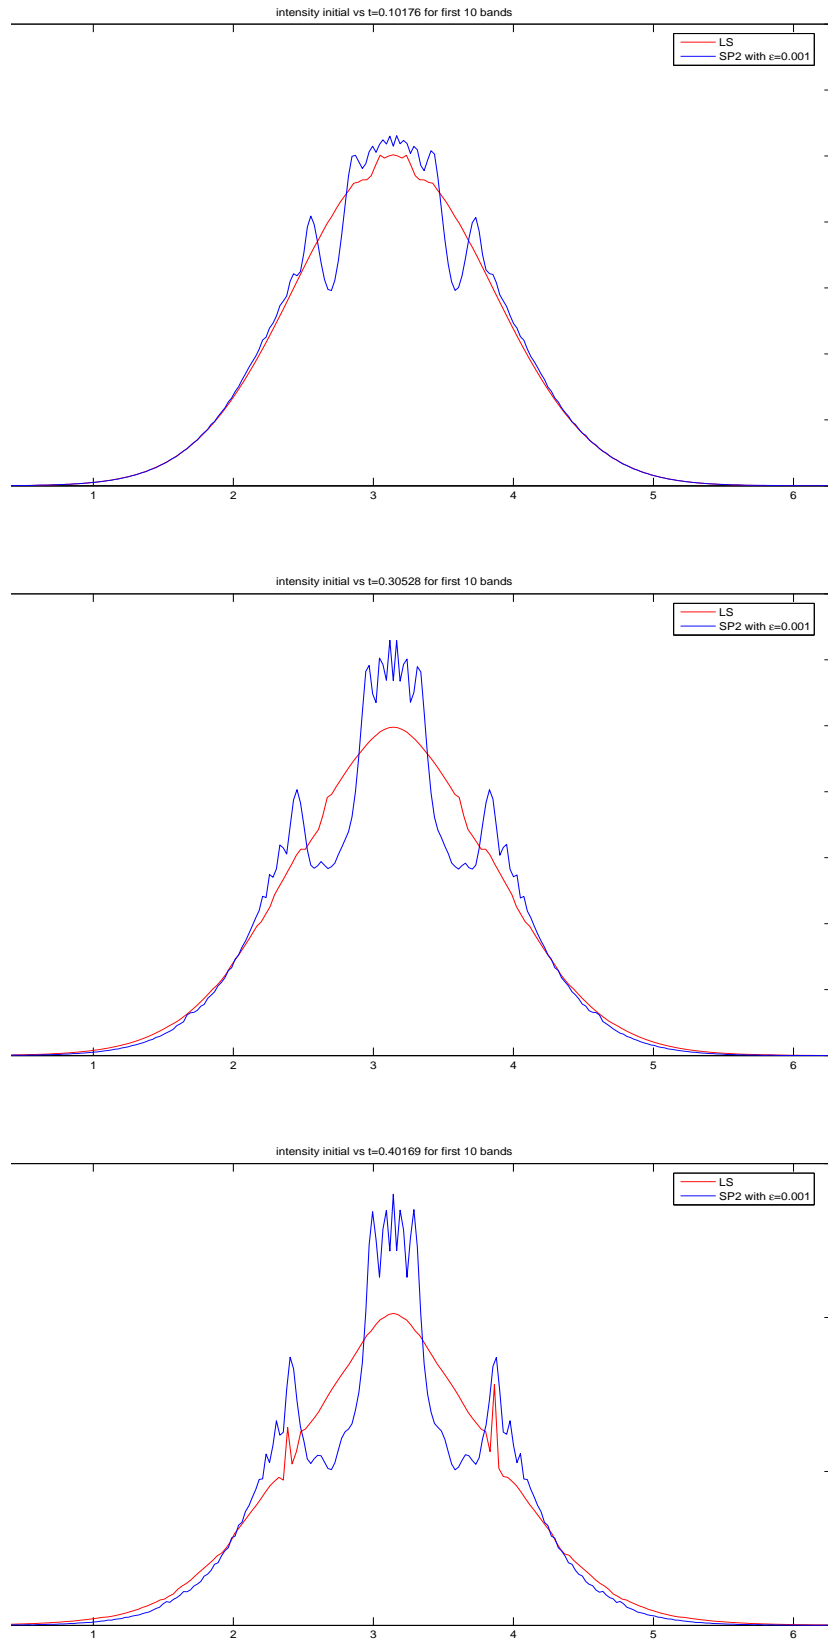 intensity initial vs t=0.10176 for first 10 bands
LS
SP2 with ε=0.001
1 2 3 4 5 6
intensity initial vs t=0.30528 for first 10 bands
LS
SP2 with ε=0.001
1 2 3 4 5 6
intensity initial vs t=0.40169 for first 10 bands
LS
SP2 with ε=0.001
1 2 3 4 5 6